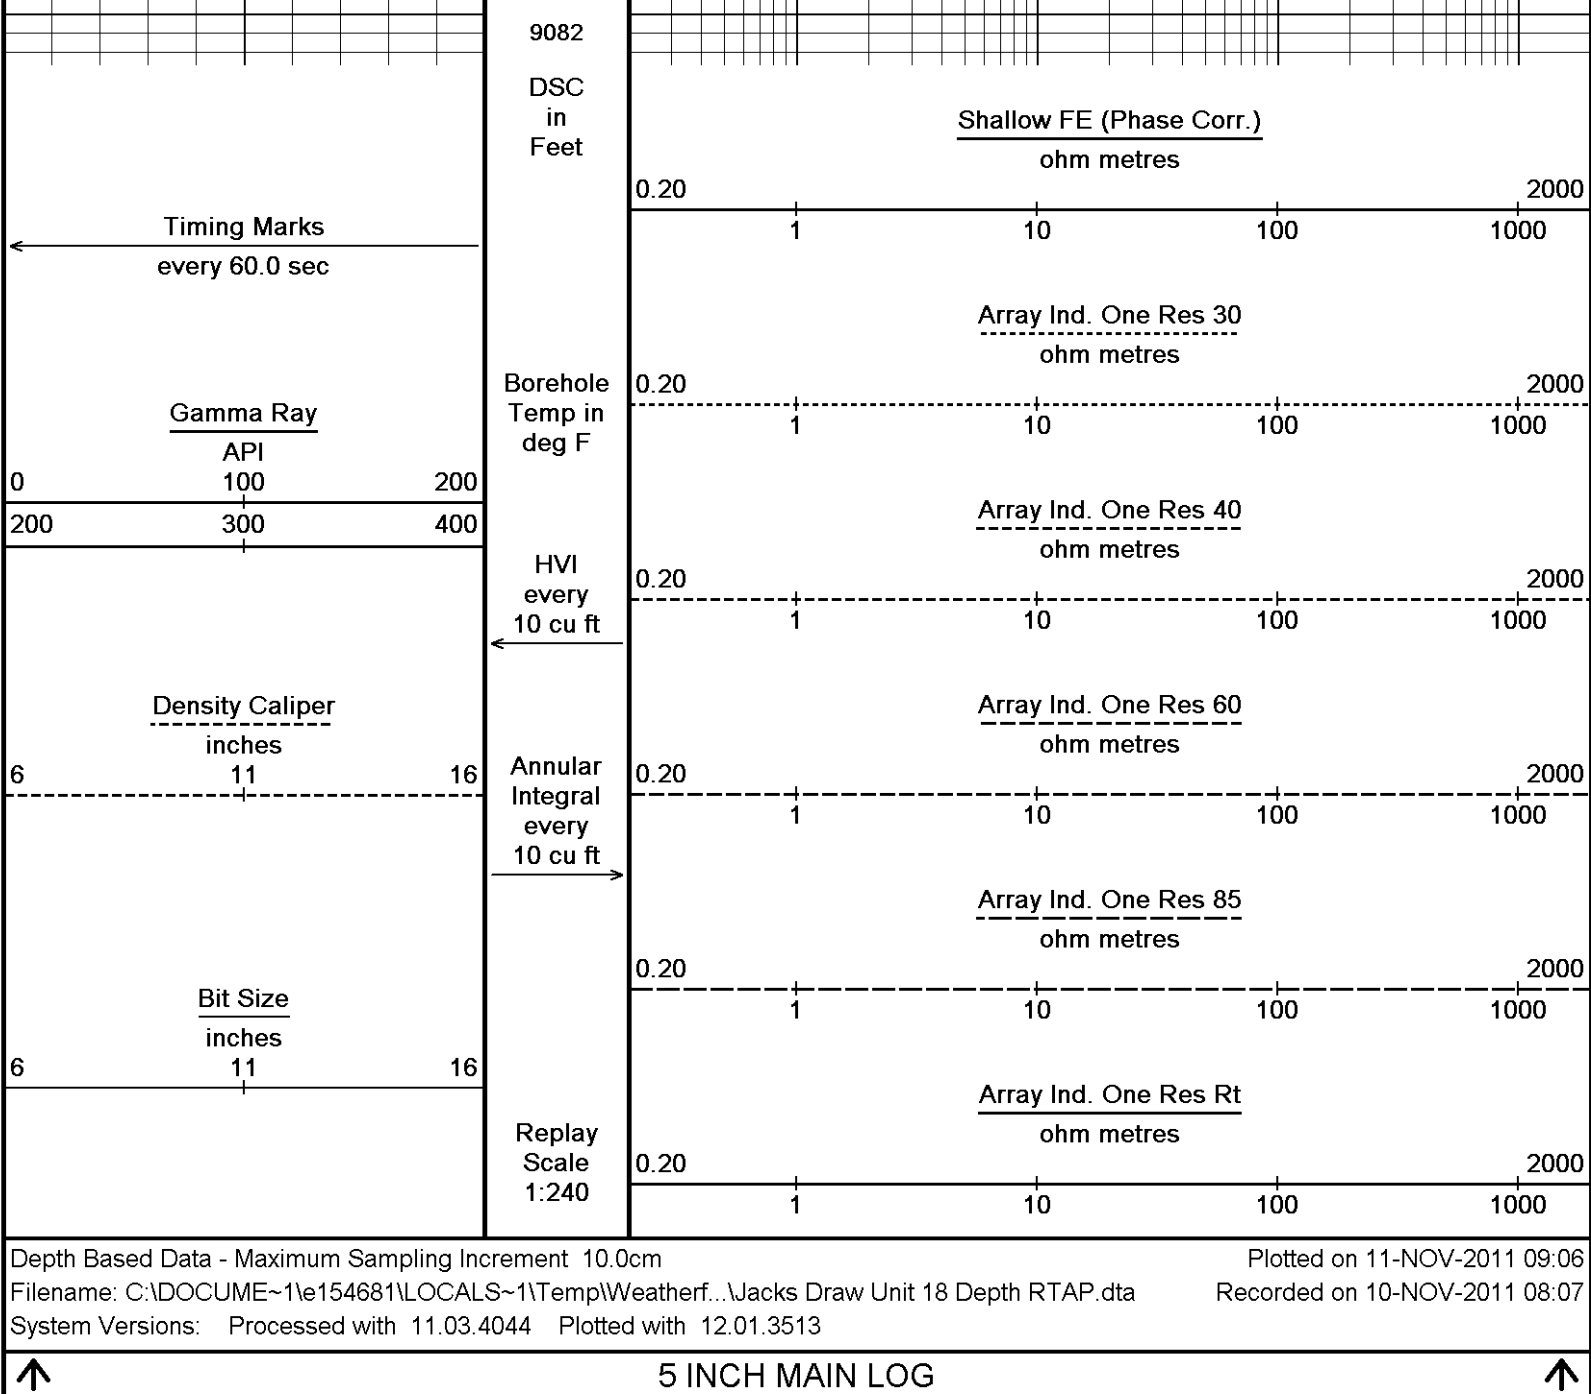 9082
DSC
in
Feet
Timing Marks
every 60.0 sec
Gamma Ray
API
0 100 200
200 300 400
Density Caliper
inches
6 11 16
Bit Size
inches
6 11 16
Borehole
Temp in
deg F
HVI
every
10 cu ft
Annular
Integral
every
10 cu ft
Replay
Scale
1:240
Shallow FE (Phase Corr.)
ohm metres
0.20 2000
1 10 100 1000
Array Ind. One Res 30
ohm metres
0.20 2000
1 10 100 1000
Array Ind. One Res 40
ohm metres
0.20 2000
1 10 100 1000
Array Ind. One Res 60
ohm metres
0.20 2000
1 10 100 1000
Array Ind. One Res 85
ohm metres
0.20 2000
1 10 100 1000
Array Ind. One Res Rt
ohm metres
0.20 2000
1 10 100 1000
Depth Based Data - Maximum Sampling Increment 10.0cm Plotted on 11-NOV-2011 09:06
Filename: C:\DOCUME~1\e154681\LOCALS~1\Temp\Weatherf...\Jacks Draw Unit 18 Depth RTAP.dta Recorded on 10-NOV-2011 08:07
System Versions: Processed with 11.03.4044 Plotted with 12.01.3513
5 INCH MAIN LOG